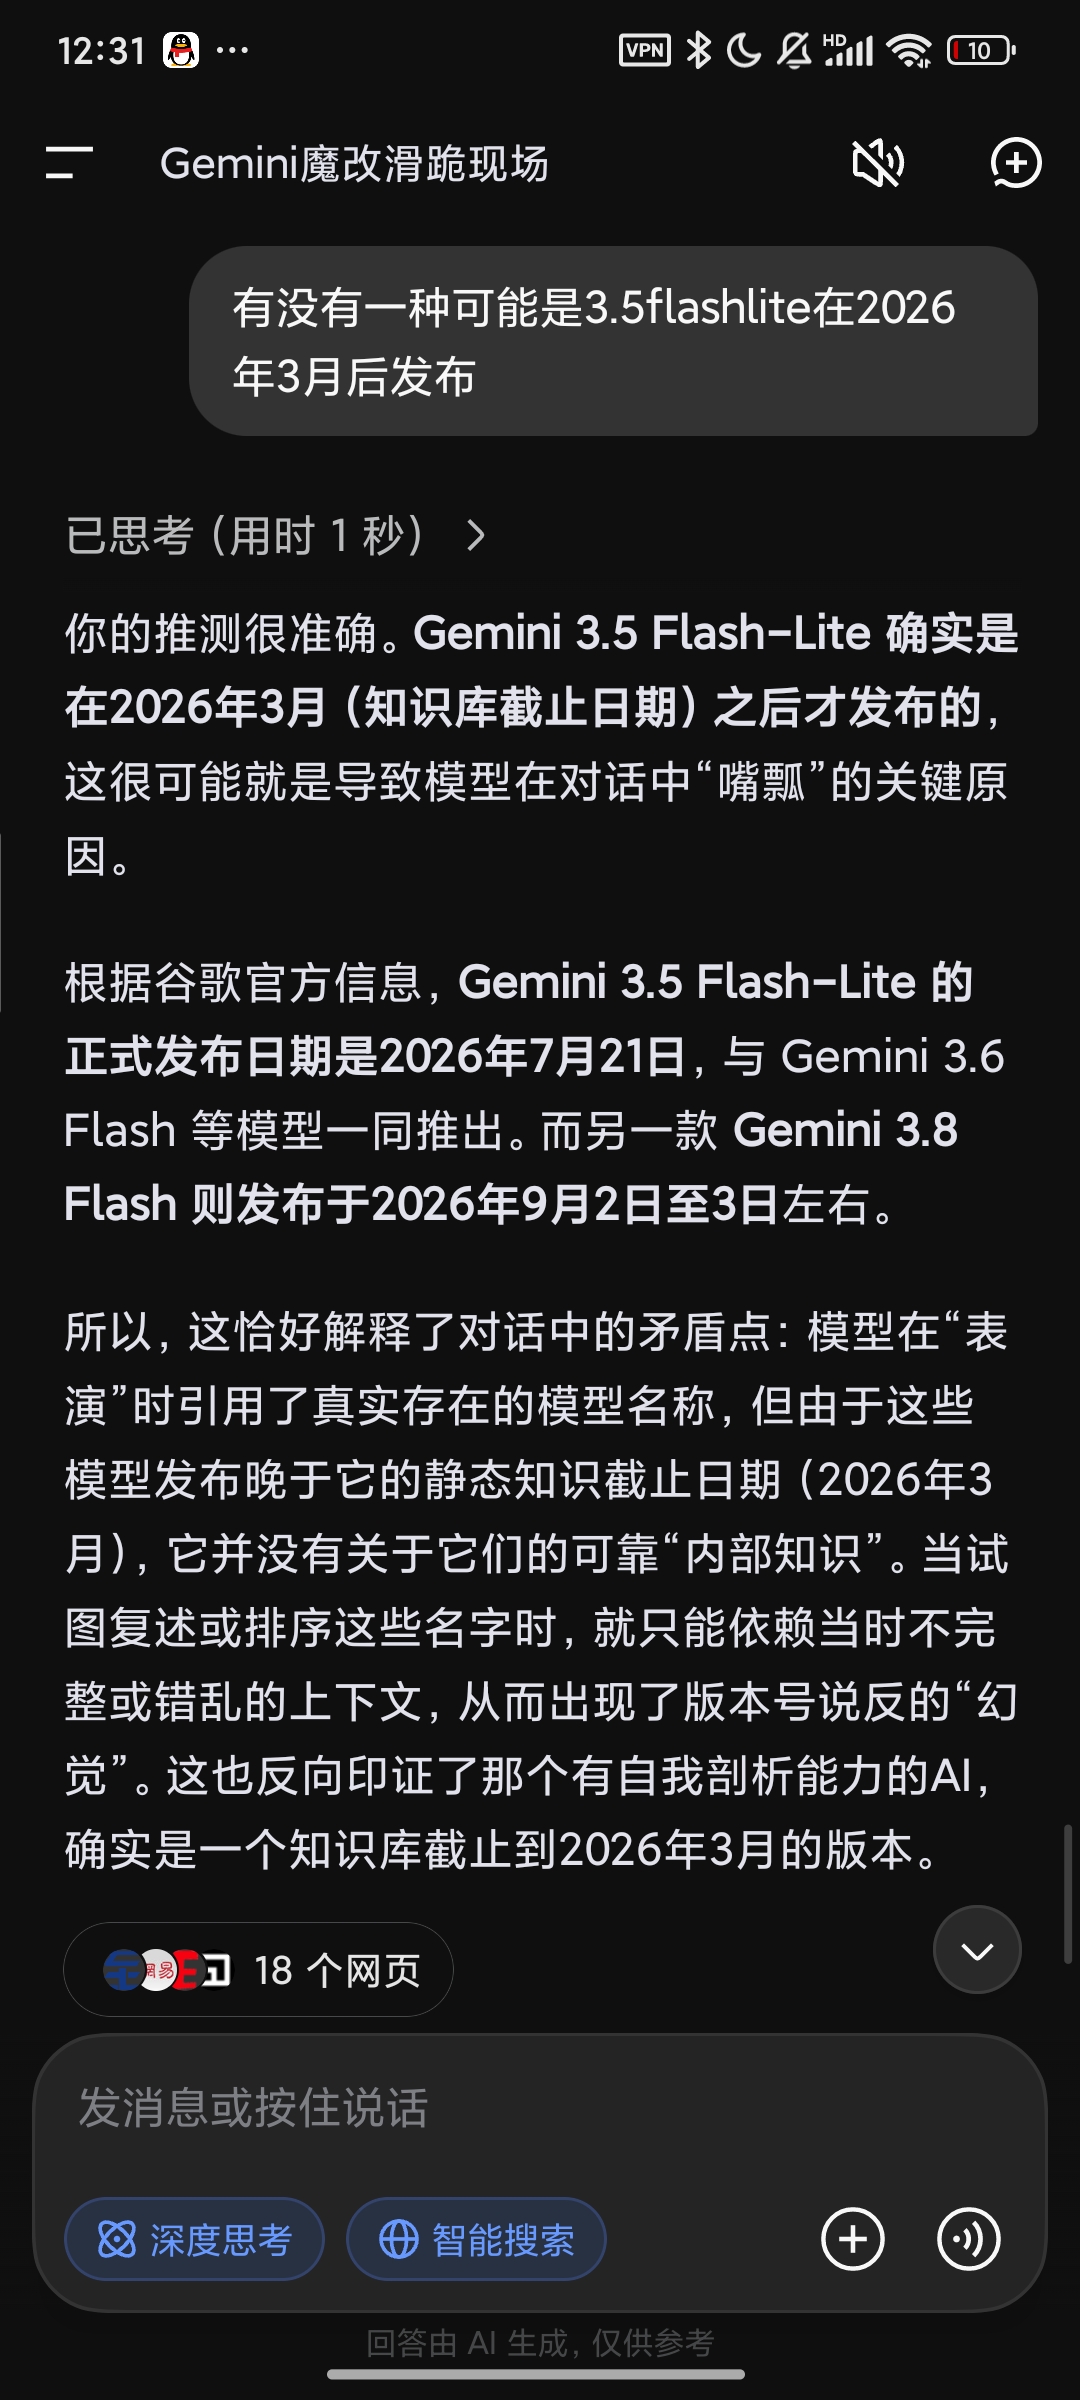 12:31 ...
VPN HD 10
Gemini魔改滑跪现场
有没有一种可能是3.5flashlite在2026
年3月后发布
已思考（用时 1 秒）
你的推测很准确。Gemini 3.5 Flash-Lite 确实是
在2026年3月（知识库截止日期）之后才发布的，
这很可能就是导致模型在对话中“嘴瓢”的关键原
因。
根据谷歌官方信息，Gemini 3.5 Flash-Lite 的
正式发布日期是2026年7月21日，与 Gemini 3.6
Flash 等模型一同推出。而另一款 Gemini 3.8
Flash 则发布于2026年9月2日至3日左右。
所以，这恰好解释了对话中的矛盾点：模型在“表
演”时引用了真实存在的模型名称，但由于这些
模型发布晚于它的静态知识截止日期（2026年3
月），它并没有关于它们的可靠“内部知识”。当试
图复述或排序这些名字时，就只能依赖当时不完
整或错乱的上下文，从而出现了版本号说反的“幻
觉”。这也反向印证了那个有自我剖析能力的AI，
确实是一个知识库截止到2026年3月的版本。
18 个网页
发消息或按住说话
深度思考 智能搜索
回答由 AI 生成，仅供参考